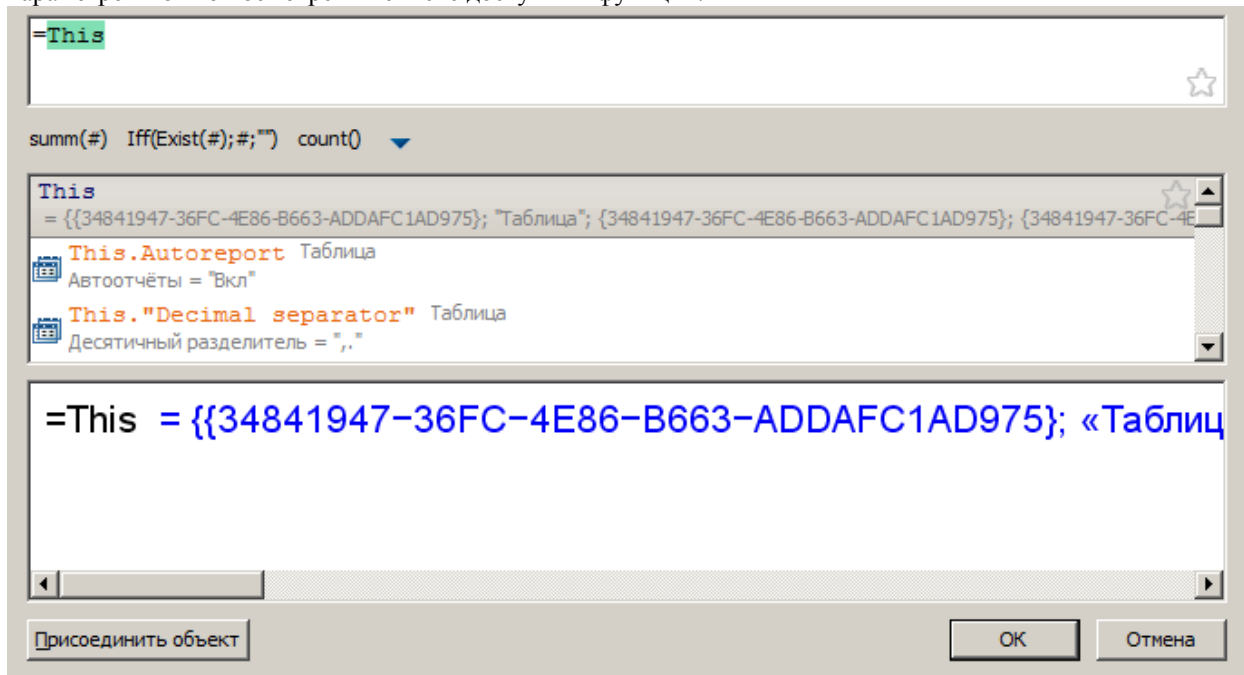 =This
summ(#) Iff(Exist(#);#;"") count()
This
= {{34841947-36FC-4E86-B663-ADDAFC1AD975}; "Таблица"; {34841947-36FC-4E86-B663-ADDAFC1AD975}; {34841947-36FC-4E
This.Autoreport Таблица
Автоотчёты = "Вкл"
This."Decimal separator" Таблица
Десятичный разделитель = ",."
=This = {{34841947−36FC−4E86−B663−ADDAFC1AD975}; «Таблиц
Присоединить объект ОК Отмена